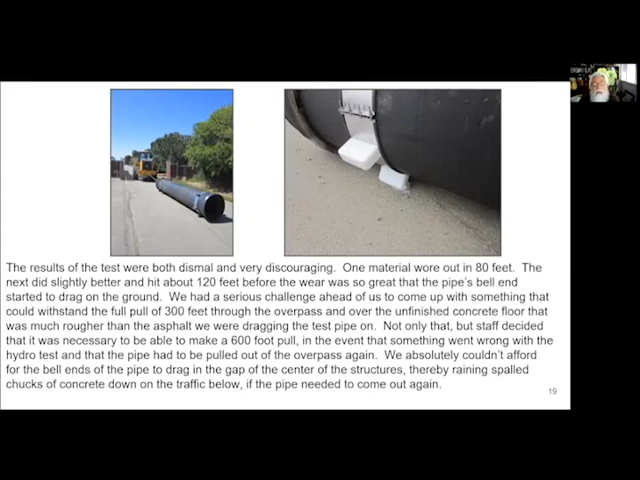 The results of the test were both dismal and very discouraging. One material wore out in 80 feet. The
next did slightly better and hit about 120 feet before the wear was so great that the pipe's bell end
started to drag on the ground. We had a serious challenge ahead of us to come up with something that
could withstand the full pull of 300 feet through the overpass and over the unfinished concrete floor that
was much rougher than the asphalt we were dragging the test pipe on. Not only that, but staff decided
that it was necessary to be able to make a 600 foot pull, in the event that something went wrong with the
hydro test and that the pipe had to be pulled out of the overpass again. We absolutely couldn't afford
for the bell ends of the pipe to drag in the gap of the center of the structures, thereby raining spalled
chucks of concrete down on the traffic below, if the pipe needed to come out again.
19